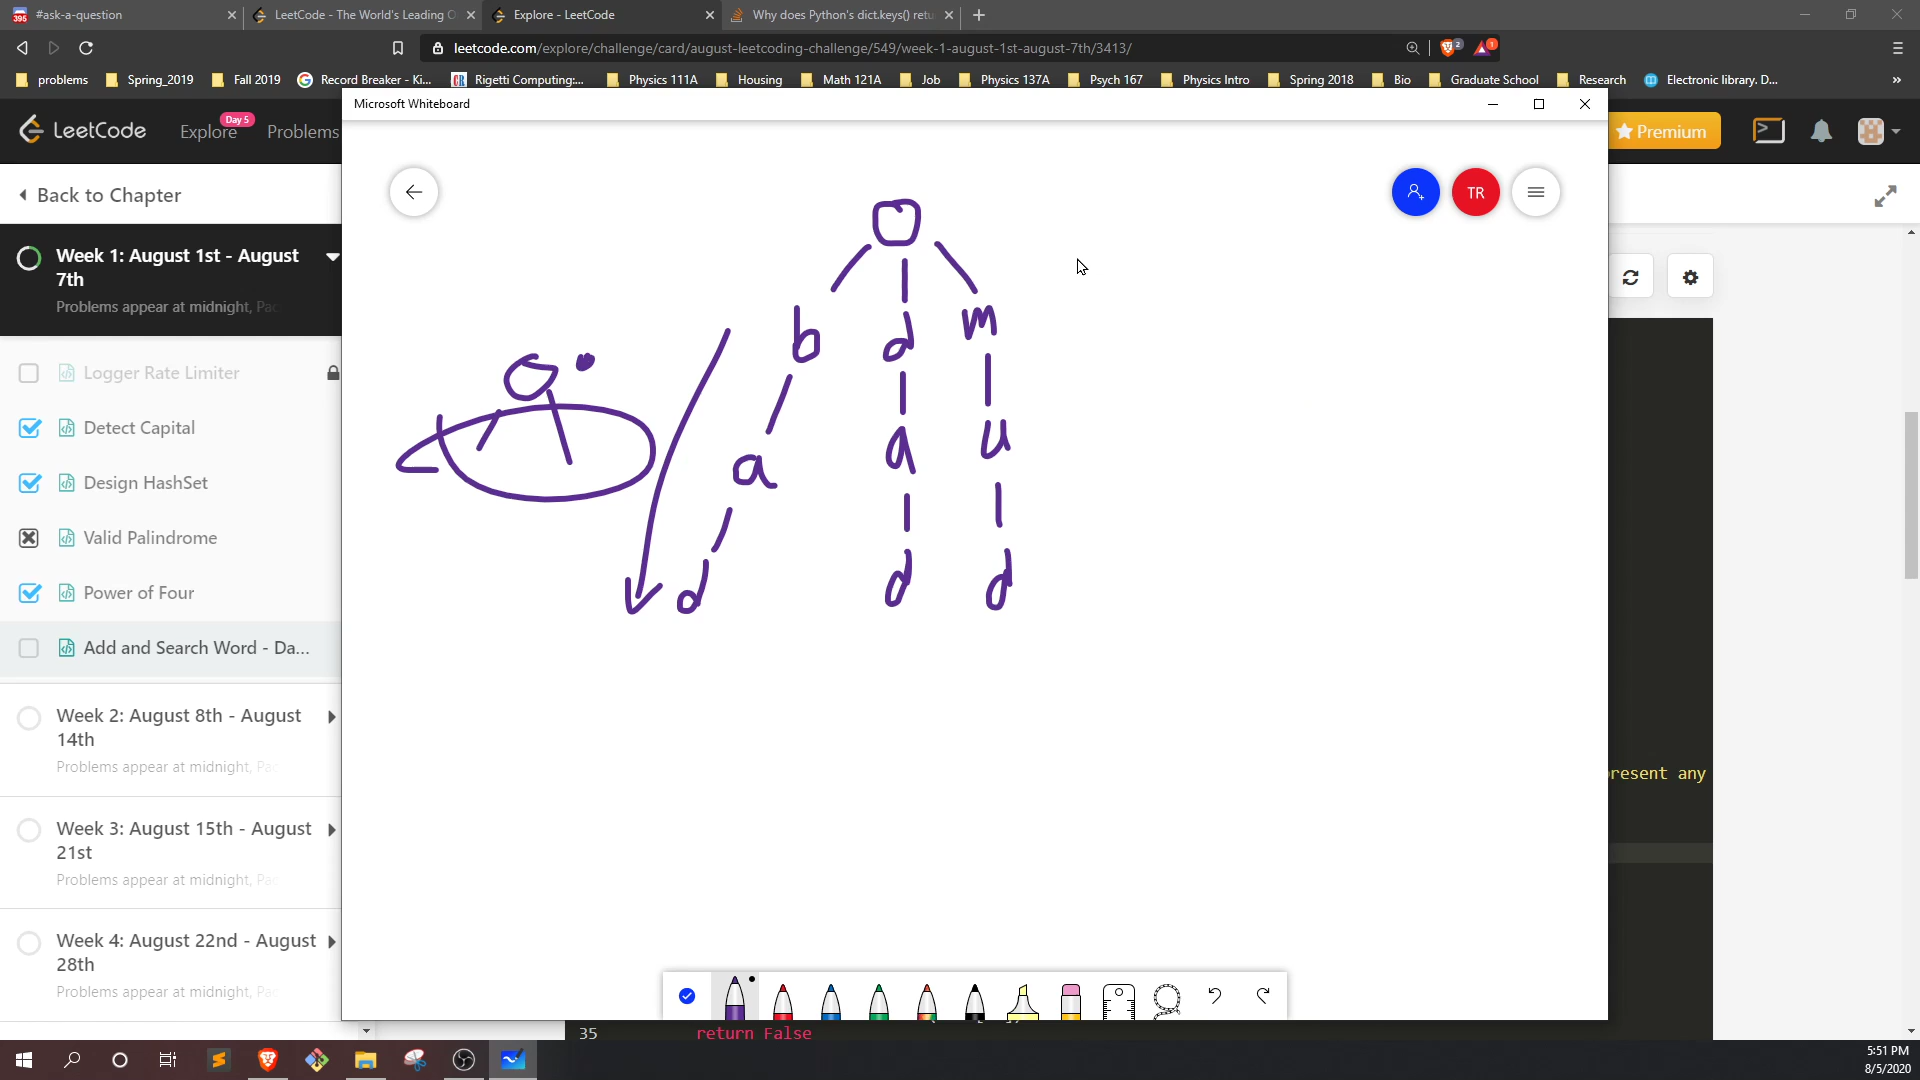 #ask-a-question
LeetCode - The World's Leading O
Explore - LeetCode
Why does Python's dict.keys() retu
leetcode.com/explore/challenge/card/august-leetcoding-challenge/549/week-1-august-1st-august-7th/3413/
problems
Spring_2019
Fall 2019
Record Breaker - Ki...
Rigetti Computing:...
Physics 111A
Housing
Math 121A
Job
Physics 137A
Psych 167
Physics Intro
Spring 2018
Bio
Graduate School
Research
Electronic library. D...
LeetCode
Explore
Day 5
Problems
Premium
Microsoft Whiteboard
TR
Back to Chapter
Week 1: August 1st - August
7th
Problems appear at midnight, Pac
Logger Rate Limiter
Detect Capital
Design HashSet
Valid Palindrome
Power of Four
Add and Search Word - Da...
Week 2: August 8th - August
14th
Problems appear at midnight, Pac
Week 3: August 15th - August
21st
Problems appear at midnight, Pac
Week 4: August 22nd - August
28th
Problems appear at midnight, Pac
b d m
a a u
d d d
present any
35 return False
5:51 PM
8/5/2020